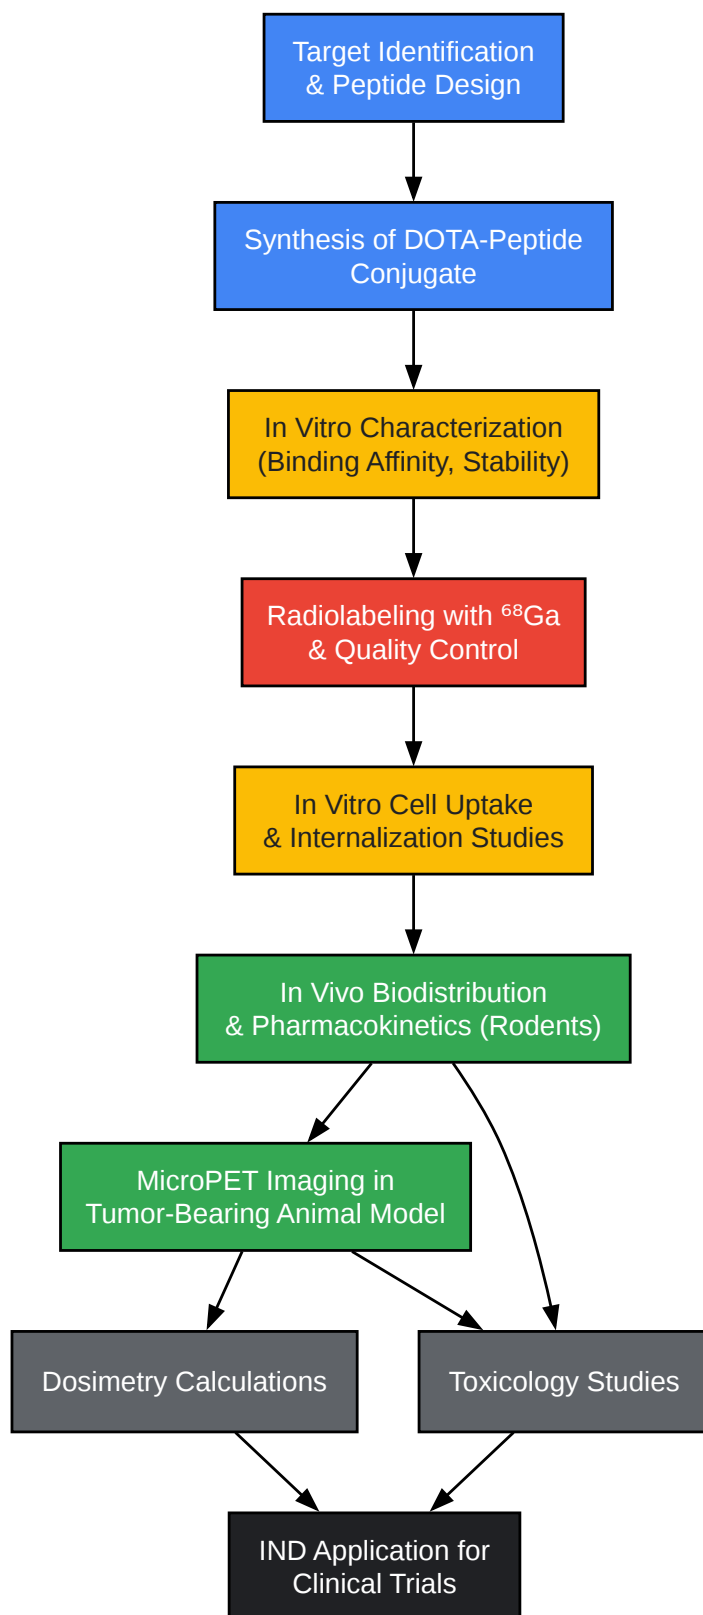 Target Identification
& Peptide Design
Synthesis of DOTA-Peptide
Conjugate
In Vitro Characterization
(Binding Affinity, Stability)
Radiolabeling with ⁶⁸Ga
& Quality Control
In Vitro Cell Uptake
& Internalization Studies
In Vivo Biodistribution
& Pharmacokinetics (Rodents)
MicroPET Imaging in
Tumor-Bearing Animal Model
Dosimetry Calculations
Toxicology Studies
IND Application for
Clinical Trials